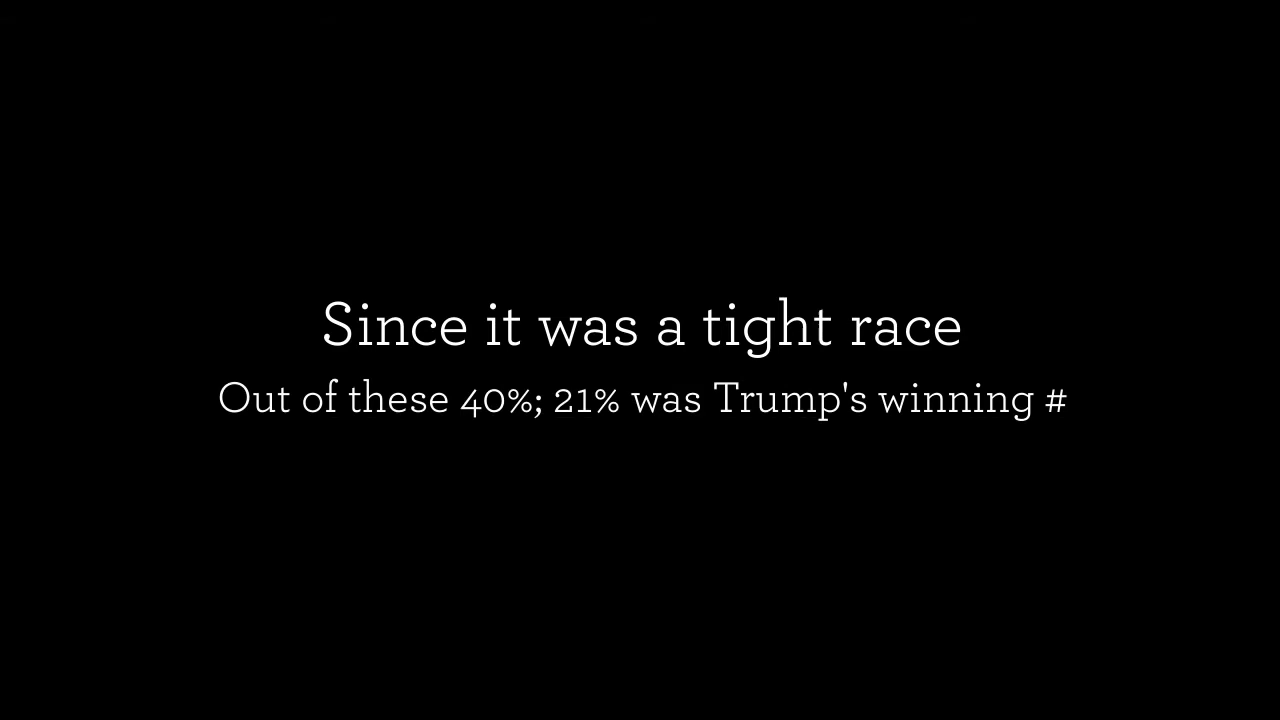 Since it was a tight race
Out of these 40%; 21% was Trump's winning #